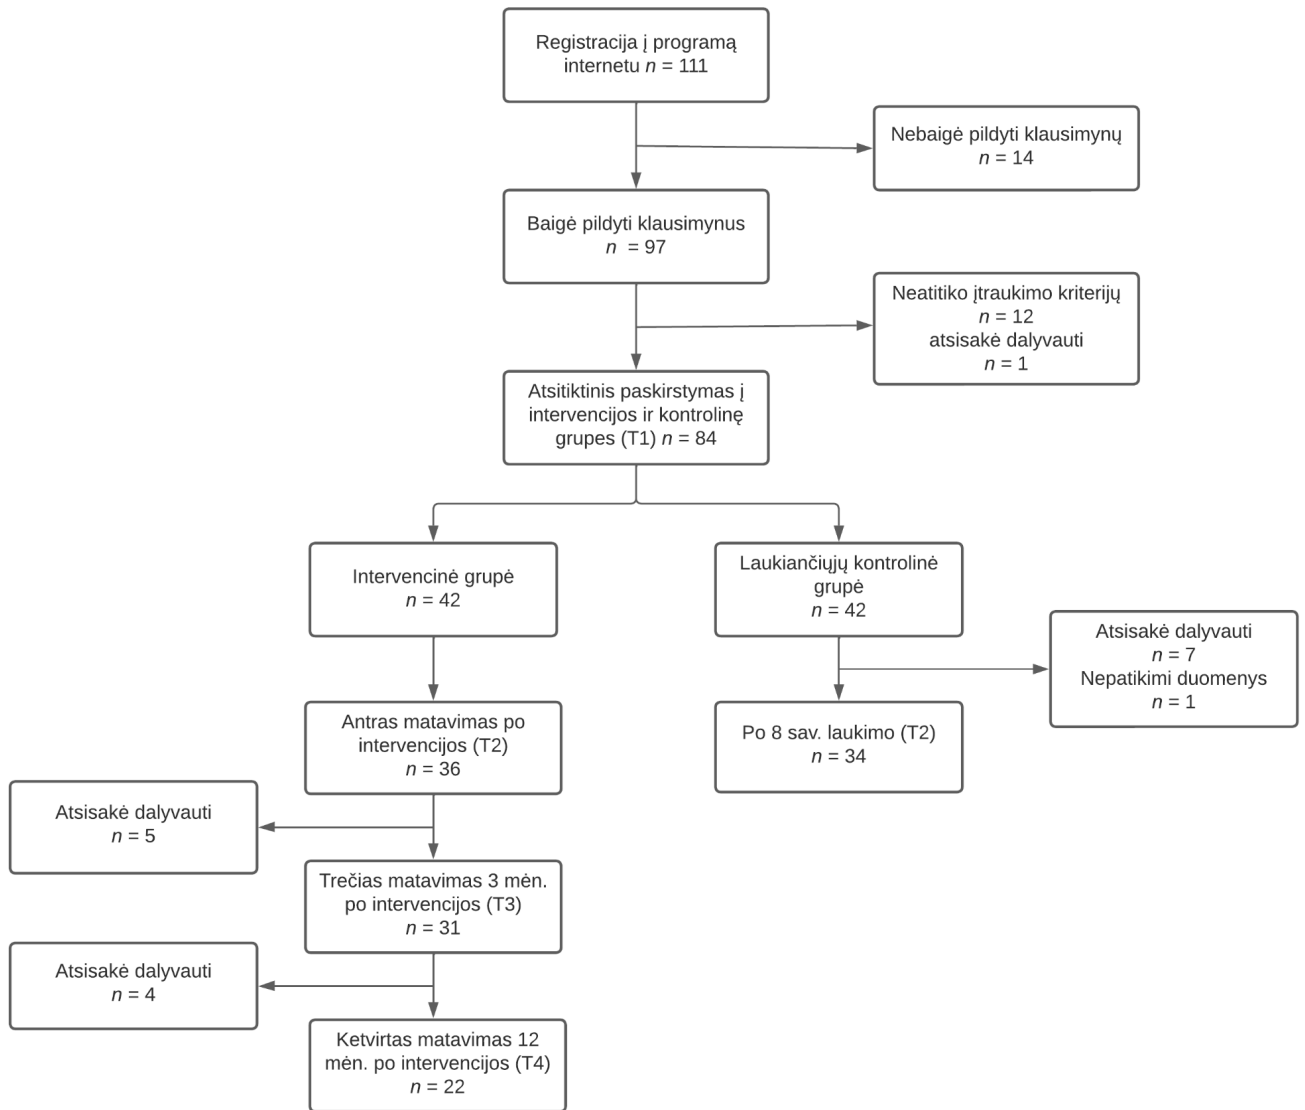 Registracija į programą
internetu n = 111
Nebaigė pildyti klausimynų
n = 14
Baigė pildyti klausimynus
n = 97
Neatitiko įtraukimo kriterijų
n = 12
atsisakė dalyvauti
n = 1
Atsitiktinis paskirstymas į
intervencijos ir kontrolinę
grupes (T1) n = 84
Intervencinė grupė
n = 42
Laukiančiųjų kontrolinė
grupė
n = 42
Atsisakė dalyvauti
n = 7
Nepatikimi duomenys
n = 1
Antras matavimas po
intervencijos (T2)
n = 36
Po 8 sav. laukimo (T2)
n = 34
Atsisakė dalyvauti
n = 5
Trečias matavimas 3 mėn.
po intervencijos (T3)
n = 31
Atsisakė dalyvauti
n = 4
Ketvirtas matavimas 12
mėn. po intervencijos (T4)
n = 22